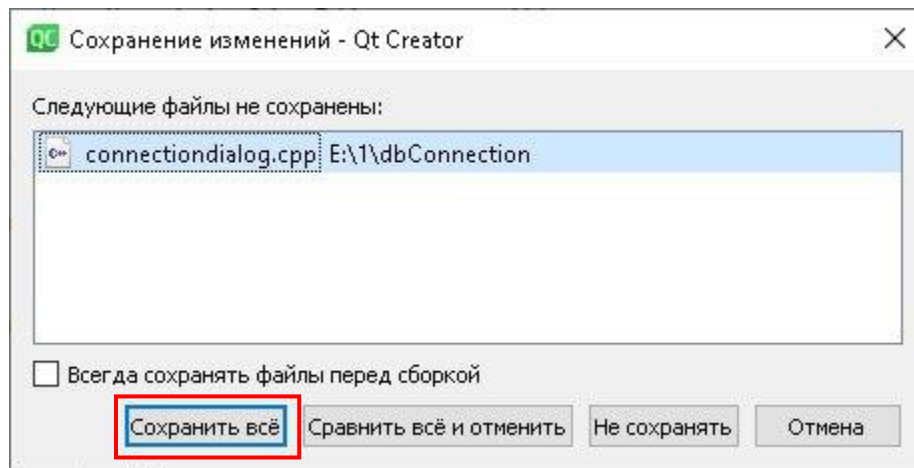 QC Сохранение изменений - Qt Creator
Следующие файлы не сохранены:
C++ connectiondialog.cpp E:\1\dbConnection
Всегда сохранять файлы перед сборкой
Сохранить всё Сравнить всё и отменить Не сохранять Отмена